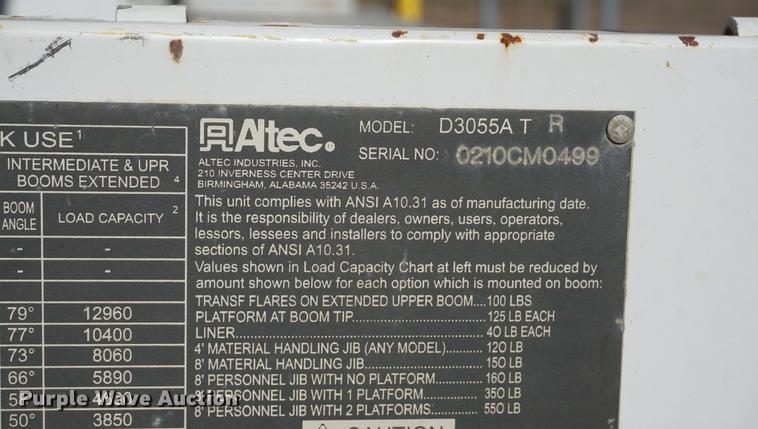 K USE¹
INTERMEDIATE & UPR
BOOMS EXTENDED ⁴
BOOM ANGLE
LOAD CAPACITY ²
- -
- -
79° 12960
77° 10400
73° 8060
66° 5890
50° 3850
Altec®
ALTEC INDUSTRIES, INC.
210 INVERNESS CENTER DRIVE
BIRMINGHAM, ALABAMA 35242 U.S.A.
MODEL: D3055A T R
SERIAL NO: 0210CM0499
This unit complies with ANSI A10.31 as of manufacturing date.
It is the responsibility of dealers, owners, users, operators,
lessors, lessees and installers to comply with appropriate
sections of ANSI A10.31.
Values shown in Load Capacity Chart at left must be reduced by
amount shown below for each option which is mounted on boom:
TRANSF FLARES ON EXTENDED UPPER BOOM....100 LBS
PLATFORM AT BOOM TIP..............................125 LB EACH
LINER.....................................................40 LB EACH
4' MATERIAL HANDLING JIB (ANY MODEL)......... 120 LB
8' MATERIAL HANDLING JIB............................ 150 LB
8' PERSONNEL JIB WITH NO PLATFORM............ 160 LB
8' PERSONNEL JIB WITH 1 PLATFORM............. 350 LB
8' PERSONNEL JIB WITH 2 PLATFORMS............ 550 LB
CAUTION
Purple Wave Auction